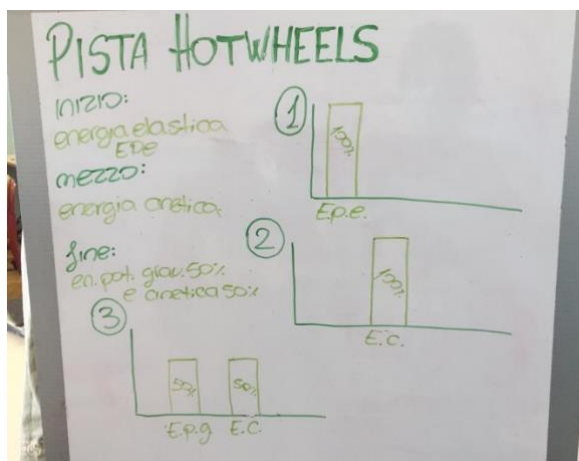 PISTA HOTWHEELS
INIZIO:
energia elastica
EPe
mezzo:
energia cinetica
fine:
en. pot. grav. 50%
e cinetica 50%
1
100%
Ep.e.
2
100%
E.C.
3
50% 50%
E.p.g E.C.